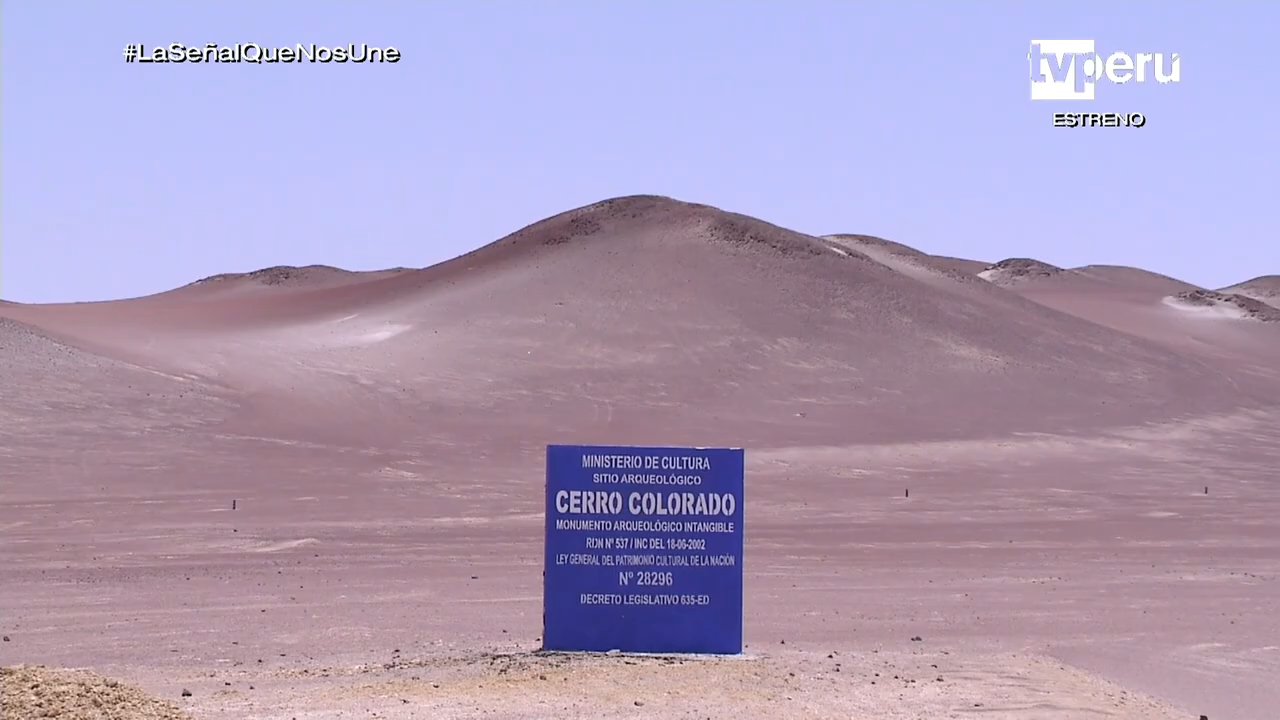 #LaSeñalQueNosUne
tvperu
ESTRENO
MINISTERIO DE CULTURA
SITIO ARQUEOLÓGICO
CERRO COLORADO
MONUMENTO ARQUEOLÓGICO INTANGIBLE
RDN Nº 537 / INC DEL 18-06-2002
LEY GENERAL DEL PATRIMONIO CULTURAL DE LA NACIÓN
Nº 28296
DECRETO LEGISLATIVO 635-ED